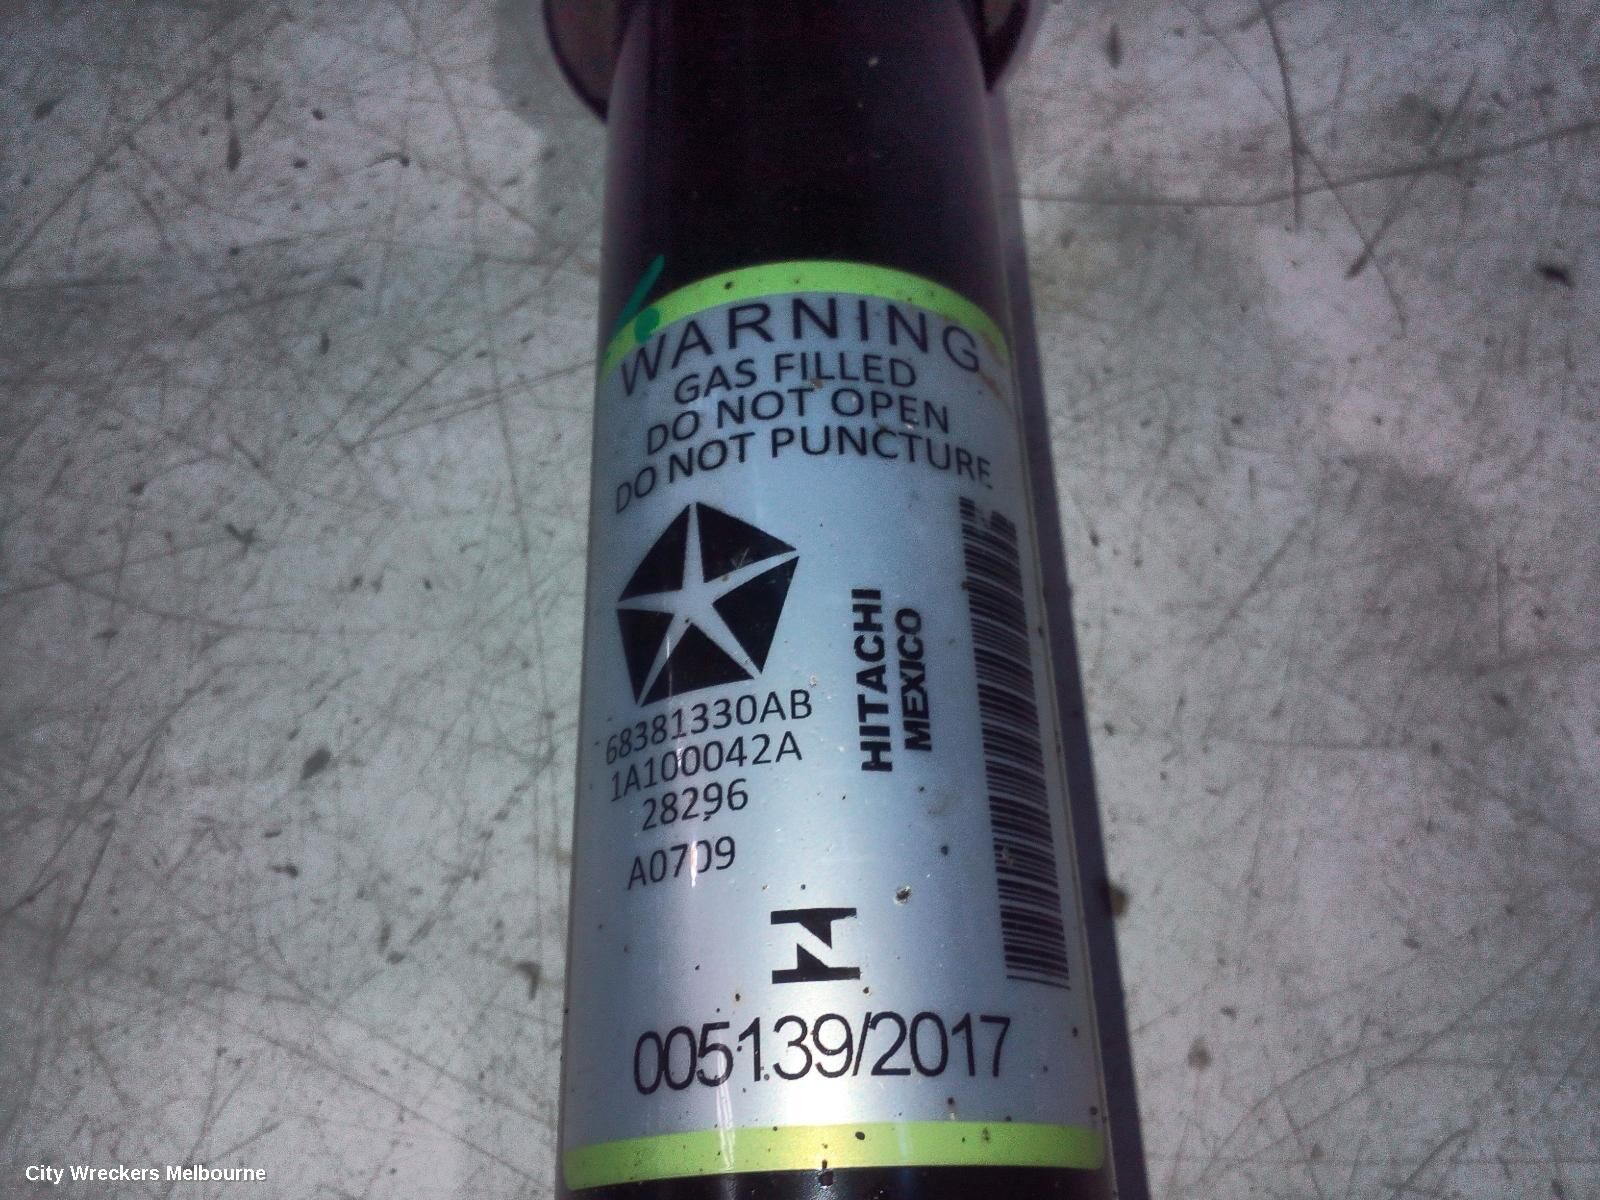 WARNING
GAS FILLED
DO NOT OPEN
DO NOT PUNCTURE
HITACHI
MEXICO
68381330AB
1A100042A
28296
A0709
005139/2017
City Wreckers Melbourne